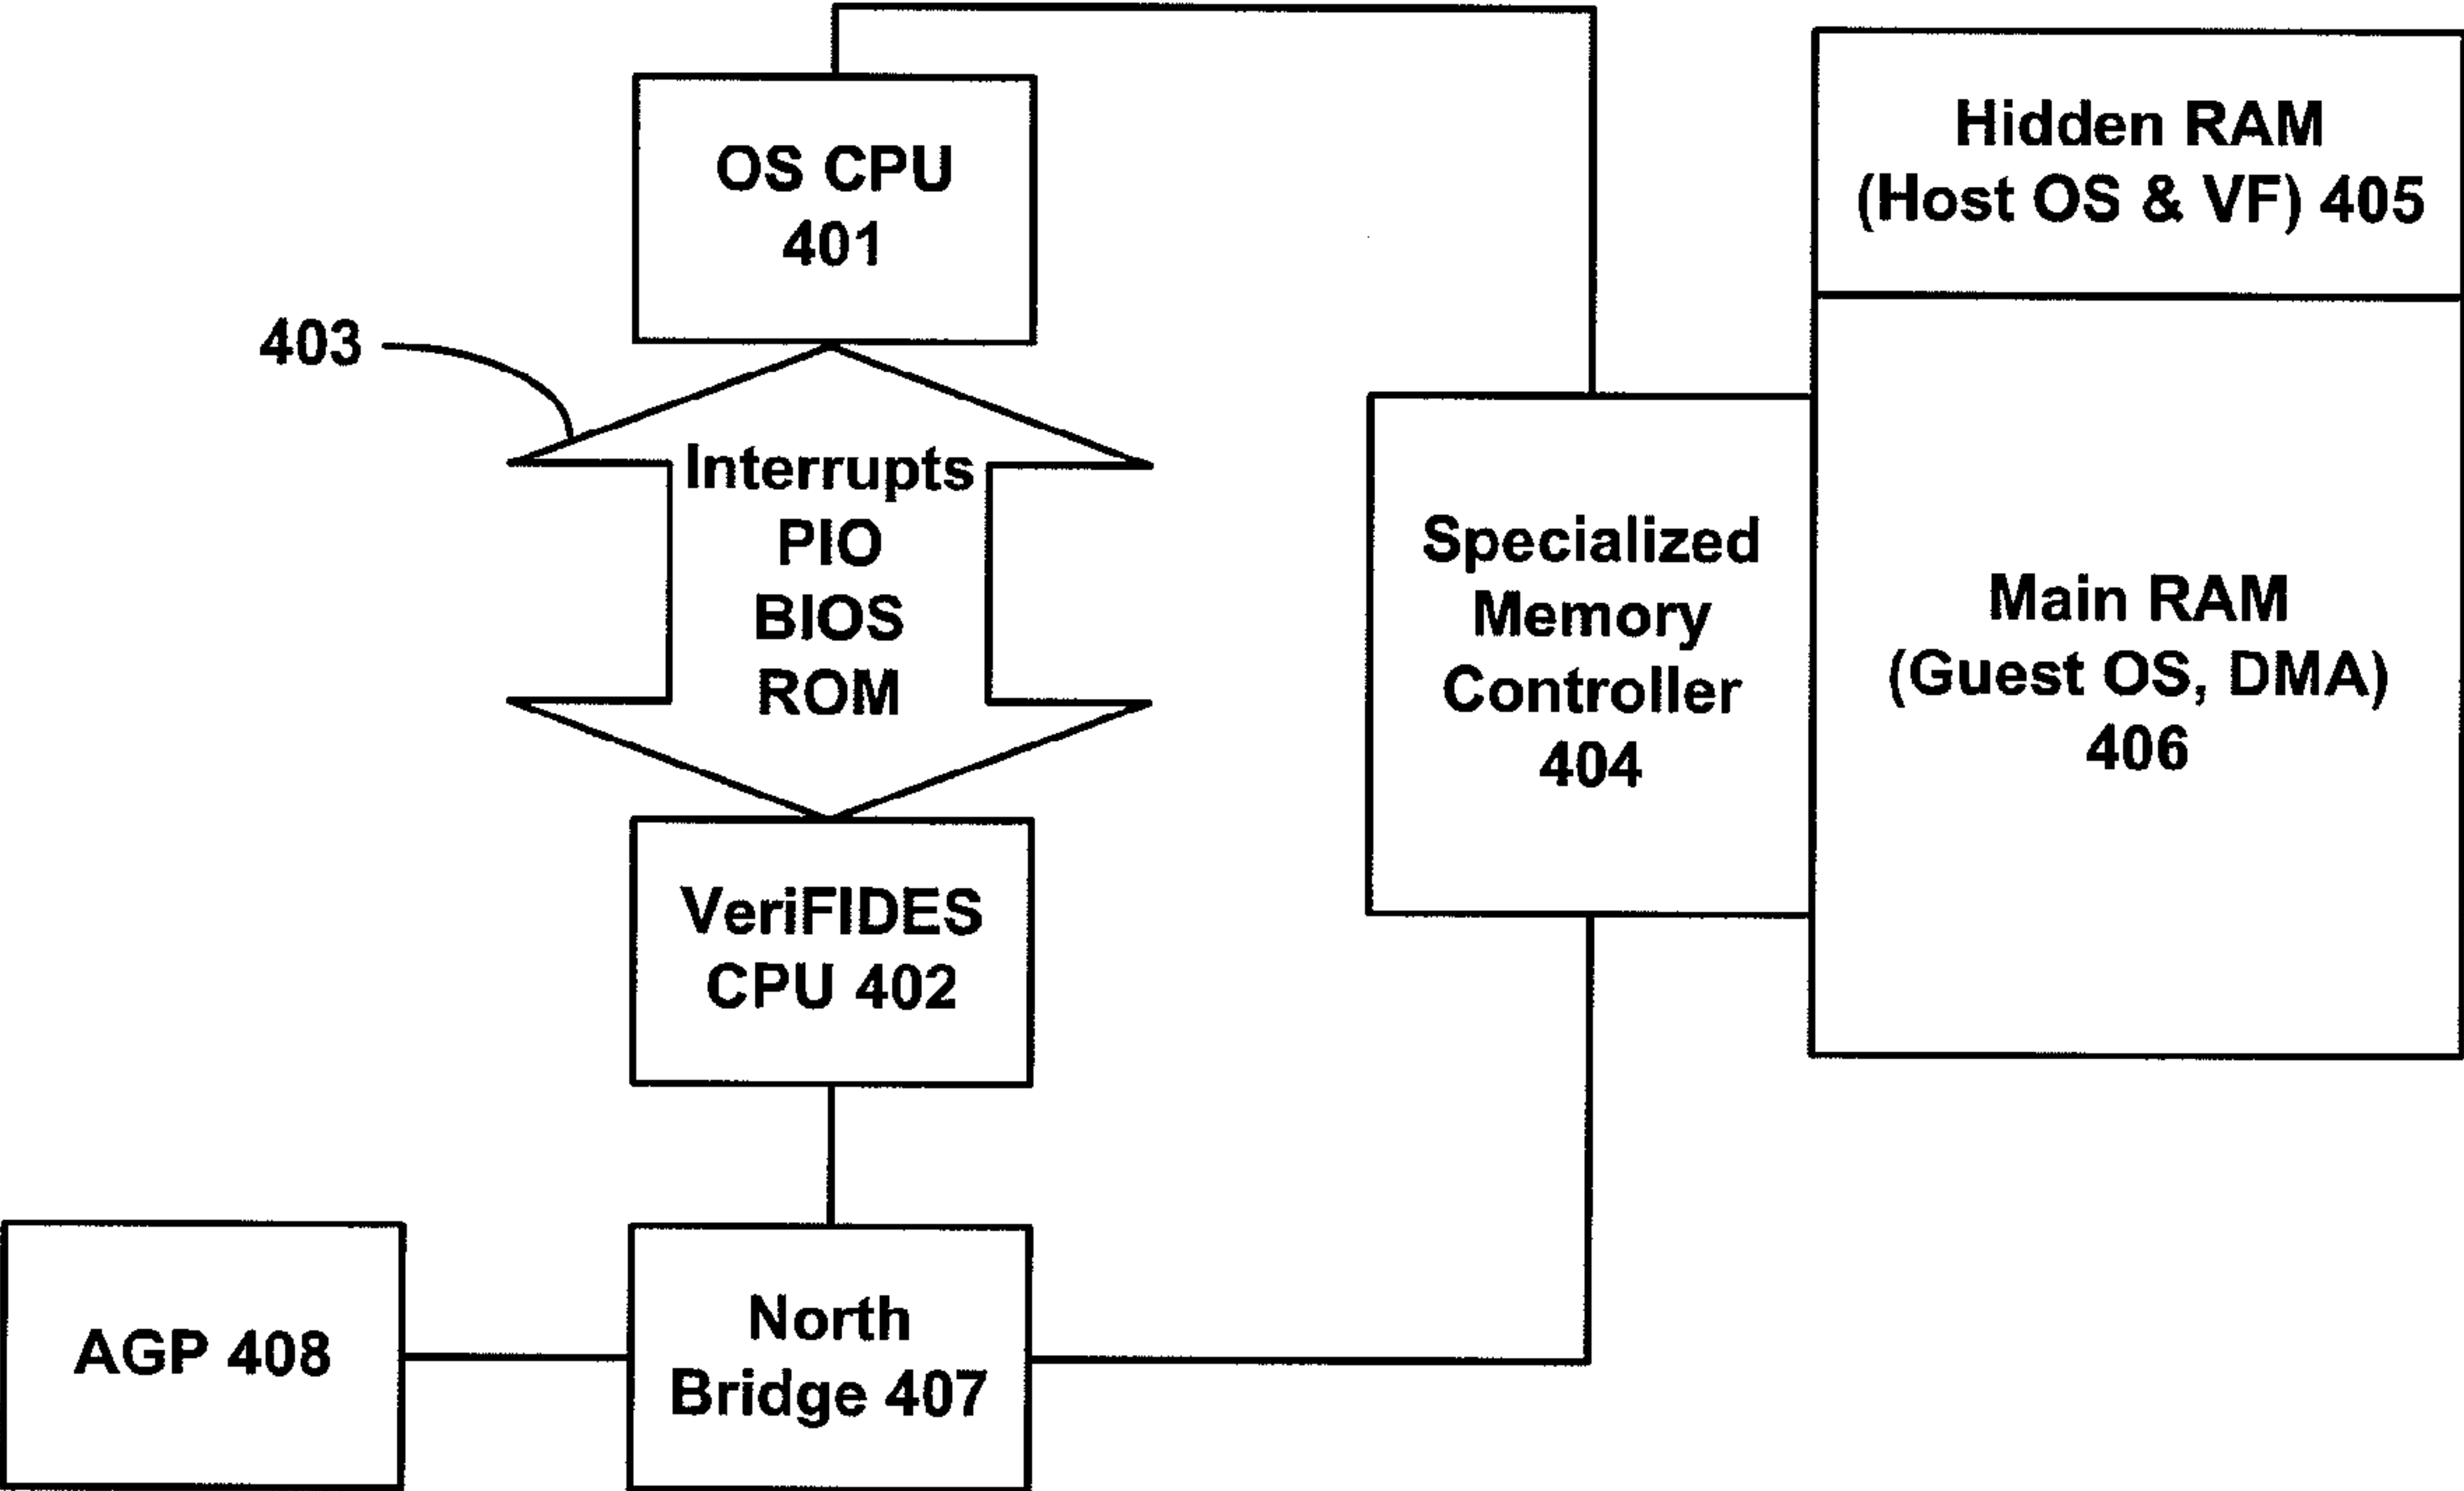 OS CPU
401
Hidden RAM
(Host OS & VF) 405
403
Interrupts
PIO
BIOS
ROM
Specialized
Memory
Controller
404
Main RAM
(Guest OS, DMA)
406
VeriFIDES
CPU 402
AGP 408
North
Bridge 407